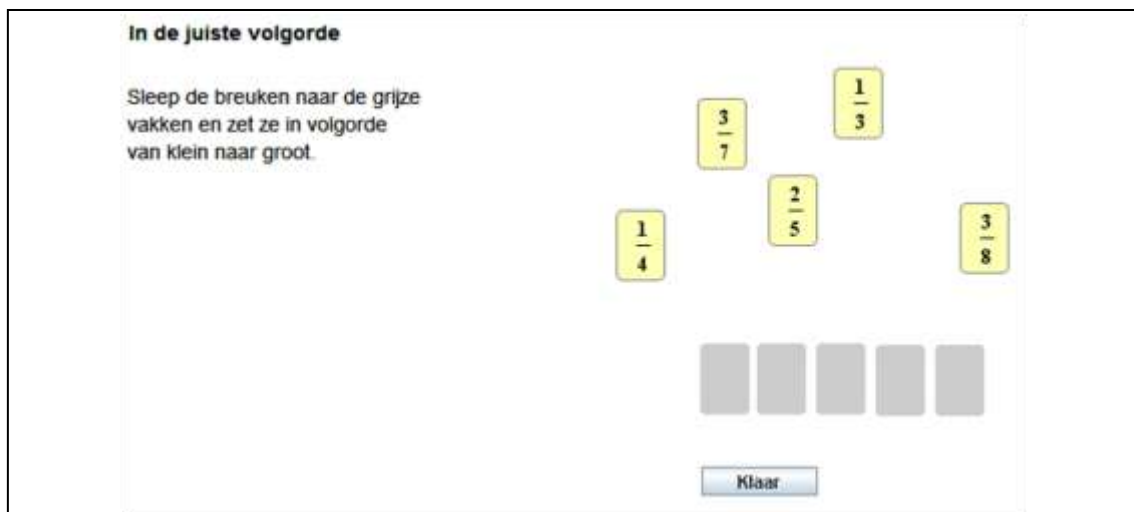 In de juiste volgorde
Sleep de breuken naar de grijze
vakken en zet ze in volgorde
van klein naar groot.
1
3
3
7
2
5
1
4
3
8
Klaar